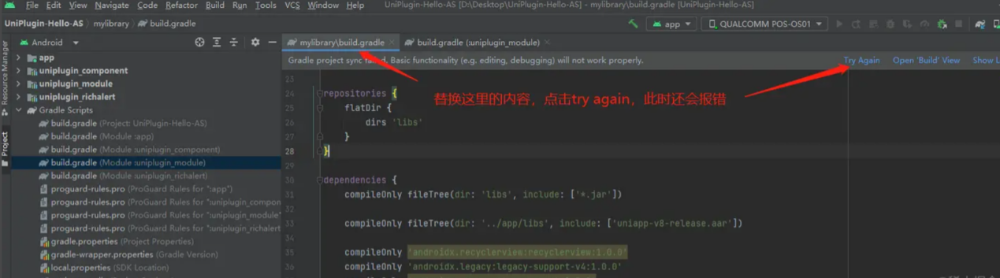 File Edit View Navigate Code Refactor Build Run Tools VCS Window Help UniPlugin-Hello-AS [D:\Desktop\UniPlugin-Hello-AS] - mylibrary\build.gradle [UniPlugin-Hello-AS]
UniPlugin-Hello-AS mylibrary build.gradle app QUALCOMM POS-OS01
Resource Manager
Project
Android
app
uniplugin_component
uniplugin_module
uniplugin_richalert
Gradle Scripts
build.gradle (Project: UniPlugin-Hello-AS)
build.gradle (Module :app)
build.gradle (Module :uniplugin_component)
build.gradle (Module :uniplugin_module)
build.gradle (Module :uniplugin_richalert)
proguard-rules.pro (ProGuard Rules for ":app")
proguard-rules.pro (ProGuard Rules for ":uniplugin_compon
proguard-rules.pro (ProGuard Rules for ":uniplugin_module"
proguard-rules.pro (ProGuard Rules for ":uniplugin_richalert
gradle.properties (Project Properties)
gradle-wrapper.properties (Gradle Version)
local.properties (SDK Location)
mylibrary\build.gradle build.gradle (:uniplugin_module)
Gradle project sync failed. Basic functionality (e.g. editing, debugging) will not work properly. Try Again Open 'Build' View Show L
23
24 repositories {
25 flatDir {
26 dirs 'libs'
27 }
28 }
29
30 dependencies {
31 compileOnly fileTree(dir: 'libs', include: ['*.jar'])
32
33 compileOnly fileTree(dir: '../app/libs', include: ['uniapp-v8-release.aar'])
34
35 compileOnly 'androidx.recyclerview:recyclerview:1.0.0'
36 compileOnly 'androidx.legacy:legacy-support-v4:1.0.0'
替换这里的内容，点击try again，此时还会报错